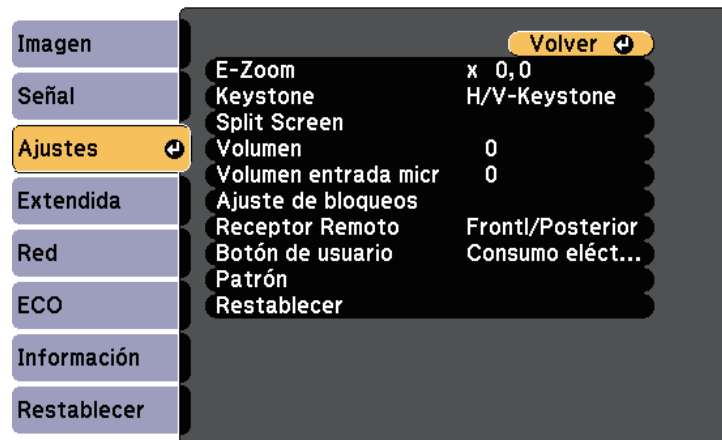 Imagen
Señal
Ajustes
Extendida
Red
ECO
Información
Restablecer
Volver
E-Zoom x 0,0
Keystone H/V-Keystone
Split Screen
Volumen 0
Volumen entrada micr 0
Ajuste de bloqueos
Receptor Remoto Frontl/Posterior
Botón de usuario Consumo eléct...
Patrón
Restablecer